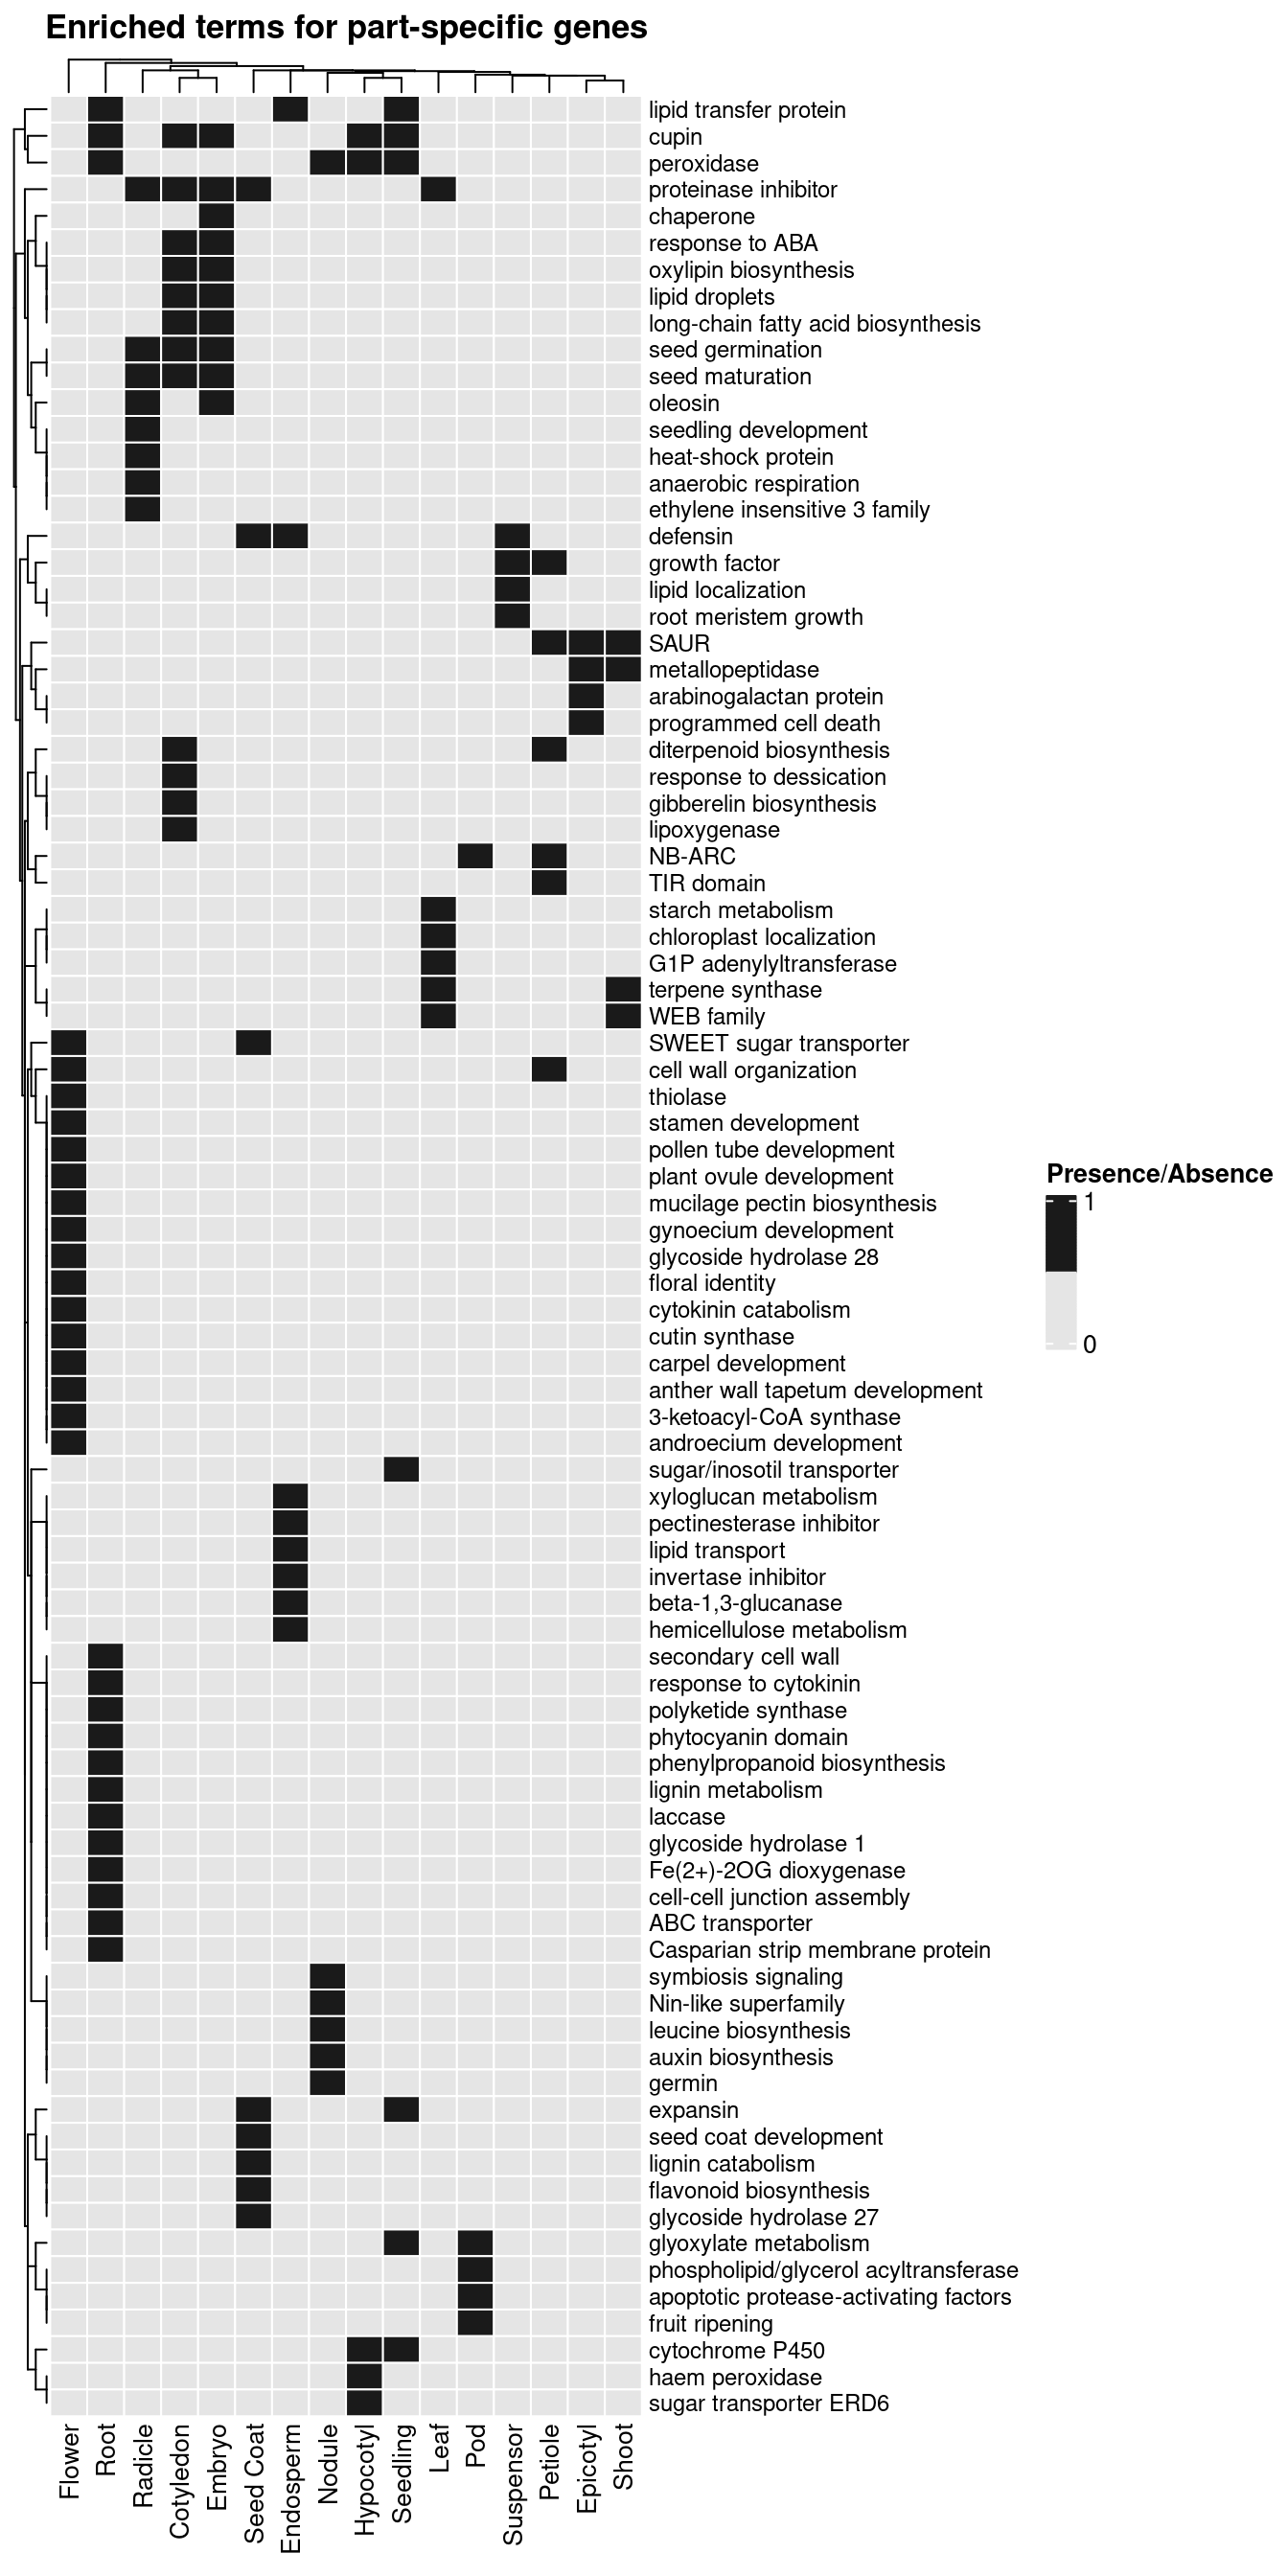 Enriched terms for part-specific genes
lipid transfer protein
cupin
peroxidase
proteinase inhibitor
chaperone
response to ABA
oxylipin biosynthesis
lipid droplets
long-chain fatty acid biosynthesis
seed germination
seed maturation
oleosin
seedling development
heat-shock protein
anaerobic respiration
ethylene insensitive 3 family
defensin
growth factor
lipid localization
root meristem growth
SAUR
metallopeptidase
arabinogalactan protein
programmed cell death
diterpenoid biosynthesis
response to dessication
gibberelin biosynthesis
lipoxygenase
NB-ARC
TIR domain
starch metabolism
chloroplast localization
G1P adenylyltransferase
terpene synthase
WEB family
SWEET sugar transporter
cell wall organization
thiolase
stamen development
pollen tube development
plant ovule development
mucilage pectin biosynthesis
gynoecium development
glycoside hydrolase 28
floral identity
cytokinin catabolism
cutin synthase
carpel development
anther wall tapetum development
3-ketoacyl-CoA synthase
androecium development
sugar/inosotil transporter
xyloglucan metabolism
pectinesterase inhibitor
lipid transport
invertase inhibitor
beta-1,3-glucanase
hemicellulose metabolism
secondary cell wall
response to cytokinin
polyketide synthase
phytocyanin domain
phenylpropanoid biosynthesis
lignin metabolism
laccase
glycoside hydrolase 1
Fe(2+)-2OG dioxygenase
cell-cell junction assembly
ABC transporter
Casparian strip membrane protein
symbiosis signaling
Nin-like superfamily
leucine biosynthesis
auxin biosynthesis
germin
expansin
seed coat development
lignin catabolism
flavonoid biosynthesis
glycoside hydrolase 27
glyoxylate metabolism
phospholipid/glycerol acyltransferase
apoptotic protease-activating factors
fruit ripening
cytochrome P450
haem peroxidase
sugar transporter ERD6
Flower
Root
Radicle
Cotyledon
Embryo
Seed Coat
Endosperm
Nodule
Hypocotyl
Seedling
Leaf
Pod
Suspensor
Petiole
Epicotyl
Shoot
Presence/Absence
1
0